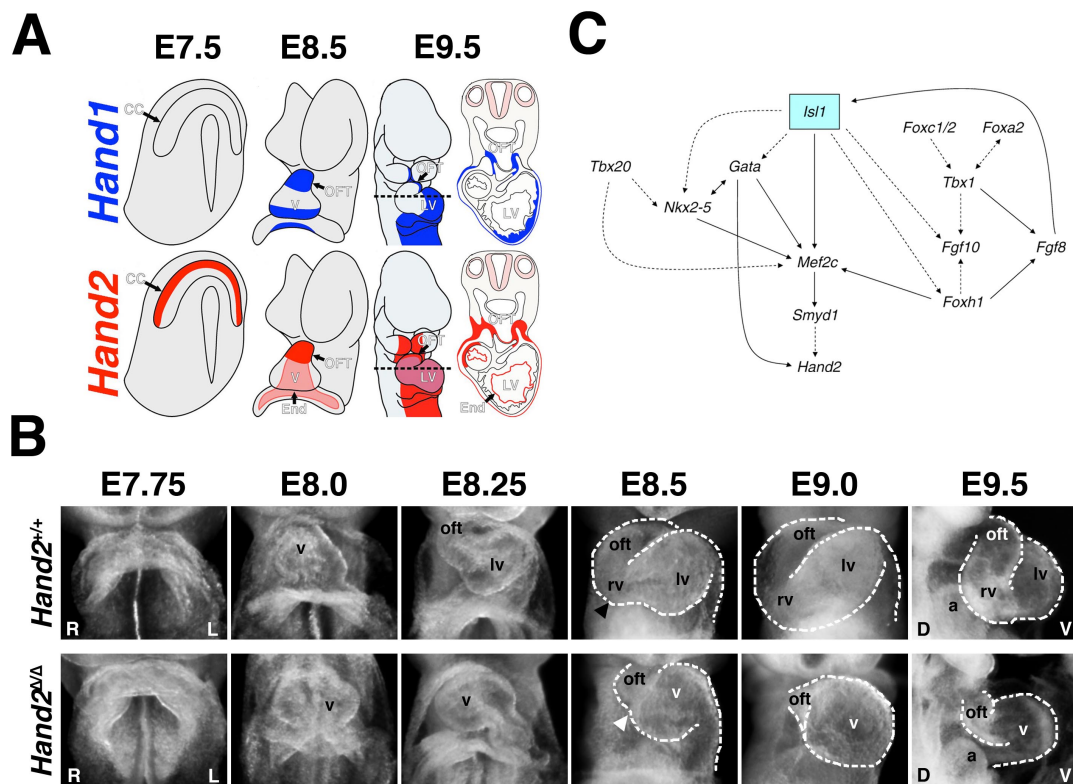 A
E7.5 E8.5 E9.5
Hand1
CC
OFT
V
OFT
LV
OFT
LV
Hand2
CC
OFT
V
End
OFT
LV
OFT
LV
End
C
Isl1
Foxc1/2 Foxa2
Tbx20 Gata Tbx1
Nkx2-5
Fgf10 Fgf8
Mef2c
Foxh1
Smyd1
Hand2
B
E7.75 E8.0 E8.25 E8.5 E9.0 E9.5
Hand2+/+
R L
v
oft lv
oft rv lv
oft rv lv
oft lv rv a D V
Hand2Δ/Δ
R L
v
v
oft v
oft v
oft v a D V